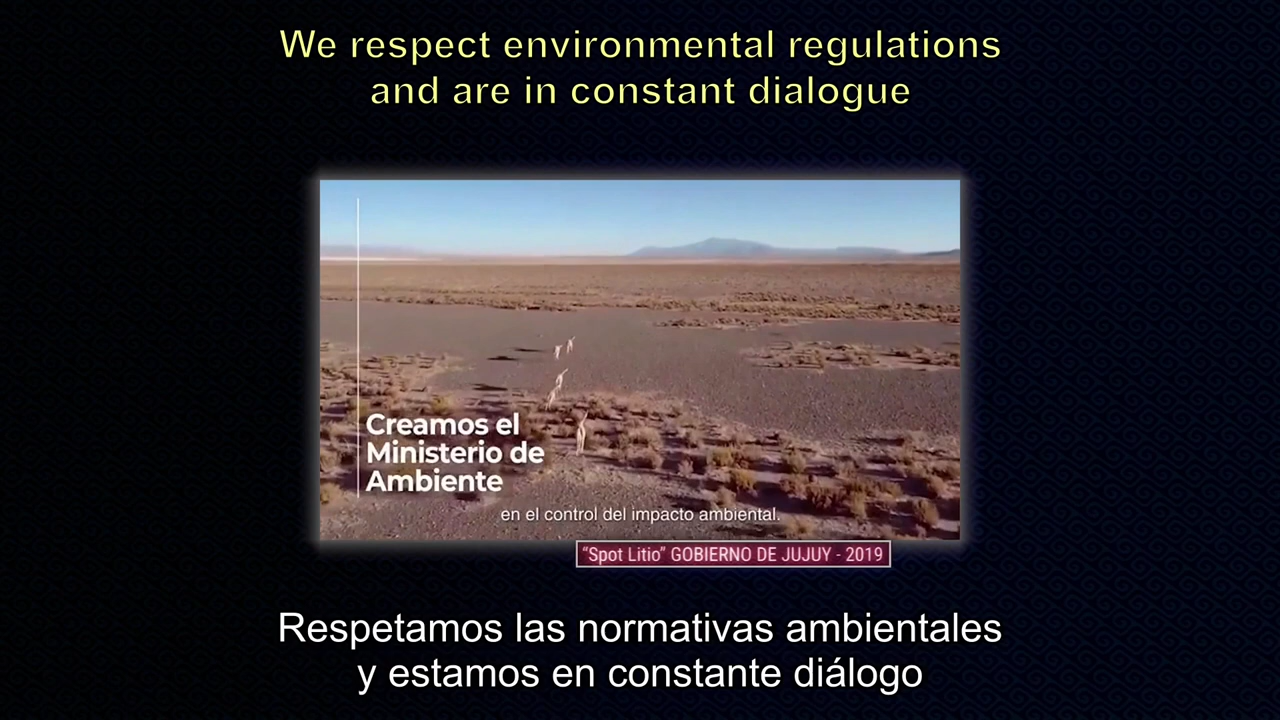 We respect environmental regulations
and are in constant dialogue
Creamos el
Ministerio de
Ambiente
en el control del impacto ambiental.
“Spot Litio” GOBIERNO DE JUJUY - 2019
Respetamos las normativas ambientales
y estamos en constante diálogo